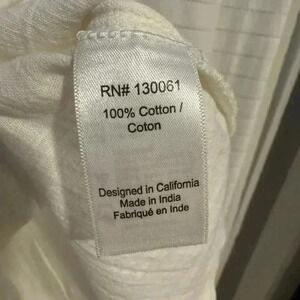 RN# 130061
100% Cotton /
Coton
Designed in California
Made in India
Fabriqué en Inde